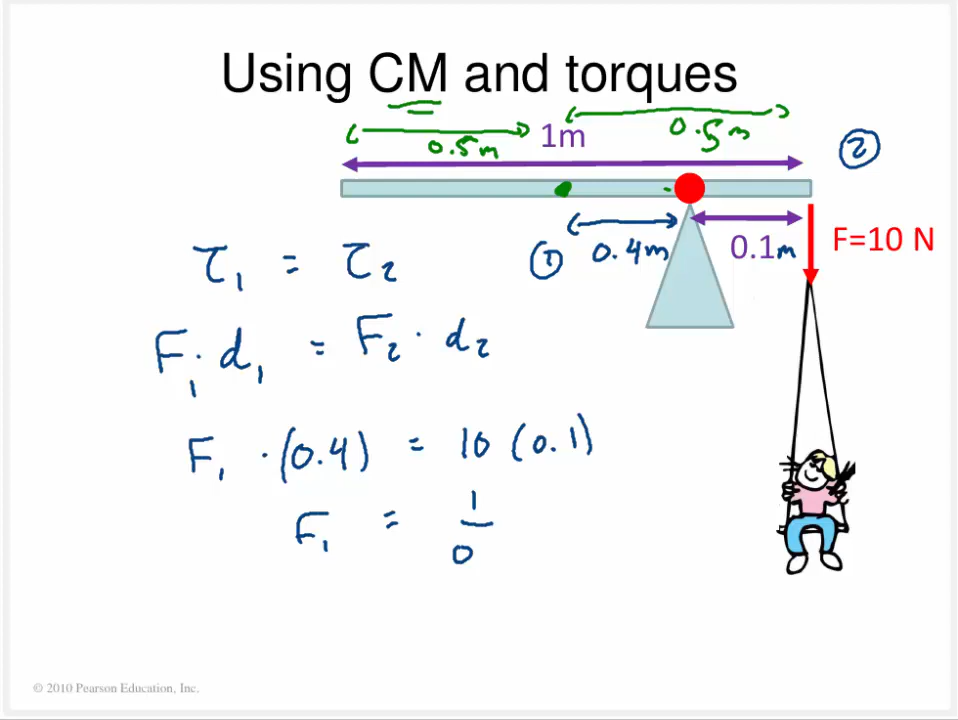 Using CM and torques
0.5m
1m
0.5m
②
① 0.4m
0.1m
F=10 N
τ₁ = τ₂
F₁ · d₁ = F₂ · d₂
F₁ · (0.4) = 10 (0.1)
F₁ = 1/0
© 2010 Pearson Education, Inc.